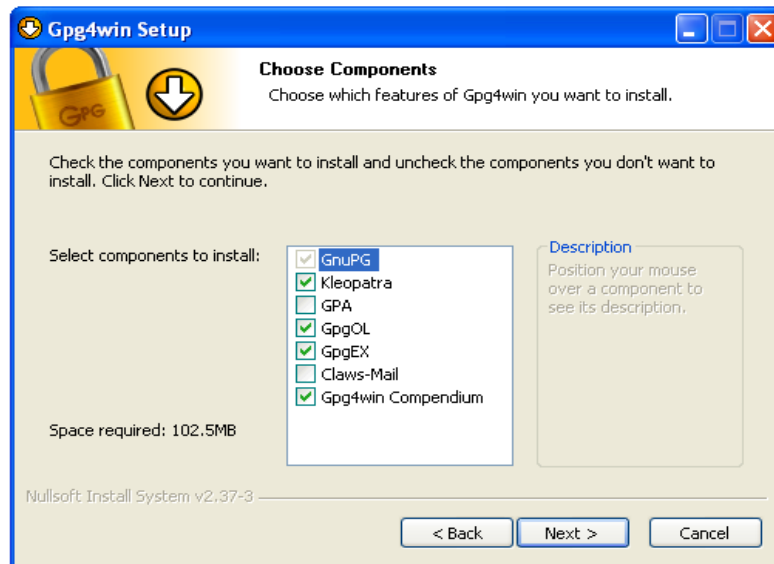 Gpg4win Setup
Choose Components
Choose which features of Gpg4win you want to install.
GPG
Check the components you want to install and uncheck the components you don't want to
install. Click Next to continue.
Select components to install:
GnuPG
Kleopatra
GPA
GpgOL
GpgEX
Claws-Mail
Gpg4win Compendium
Description
Position your mouse
over a component to
see its description.
Space required: 102.5MB
Nullsoft Install System v2.37-3
< Back
Next >
Cancel